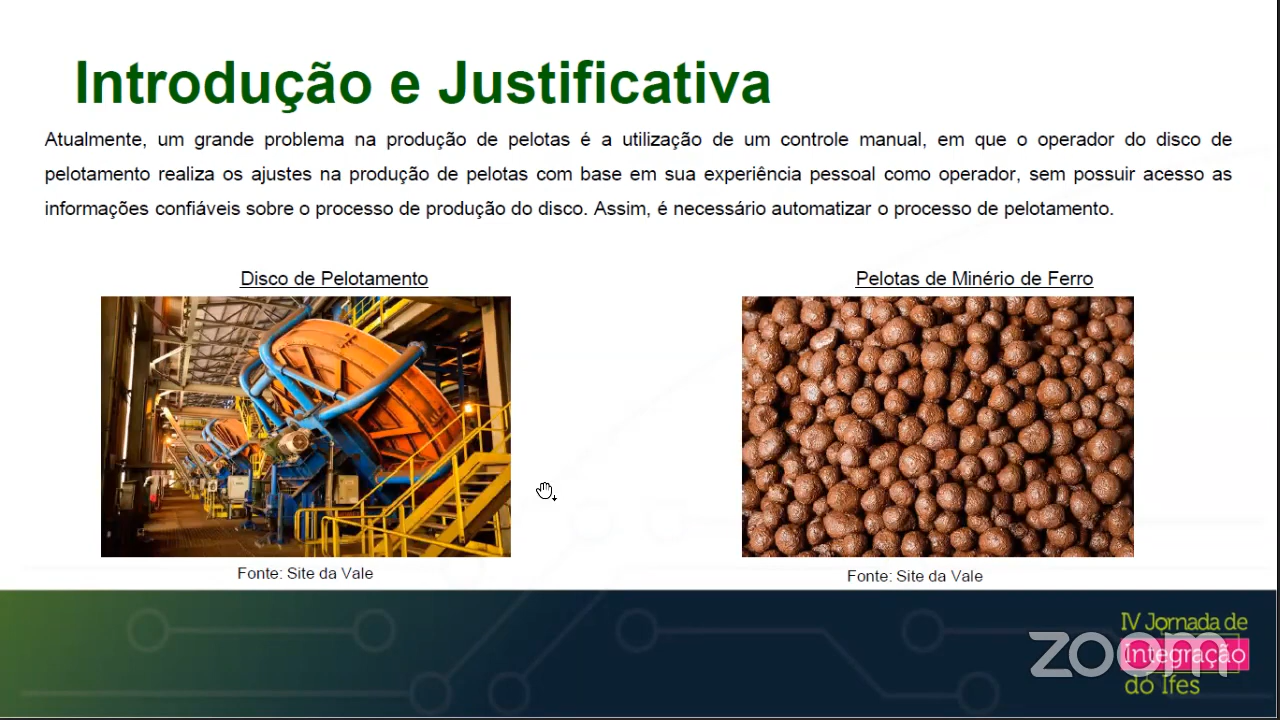 Introdução e Justificativa
Atualmente, um grande problema na produção de pelotas é a utilização de um controle manual, em que o operador do disco de
pelotamento realiza os ajustes na produção de pelotas com base em sua experiência pessoal como operador, sem possuir acesso as
informações confiáveis sobre o processo de produção do disco. Assim, é necessário automatizar o processo de pelotamento.
Disco de Pelotamento
Pelotas de Minério de Ferro
Fonte: Site da Vale
Fonte: Site da Vale
IV Jornada de
Integração
do Ifes
zoom